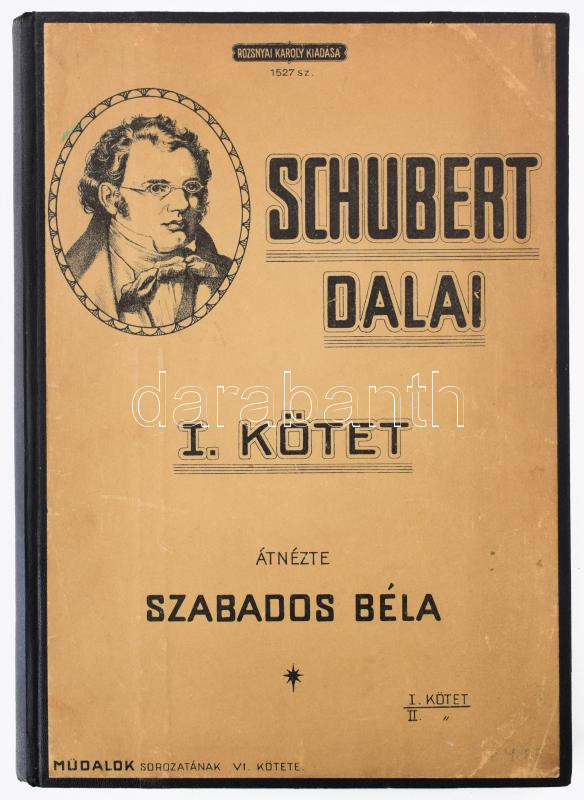 ROZSNYAI KÁROLY KIADÁSA
1527 sz.
SCHUBERT
DALAI
darabanth
I. KÖTET
ÁTNÉZTE
SZABADOS BÉLA
I. KÖTET
II. „
MŰDALOK SOROZATÁNAK VI. KÖTETE.